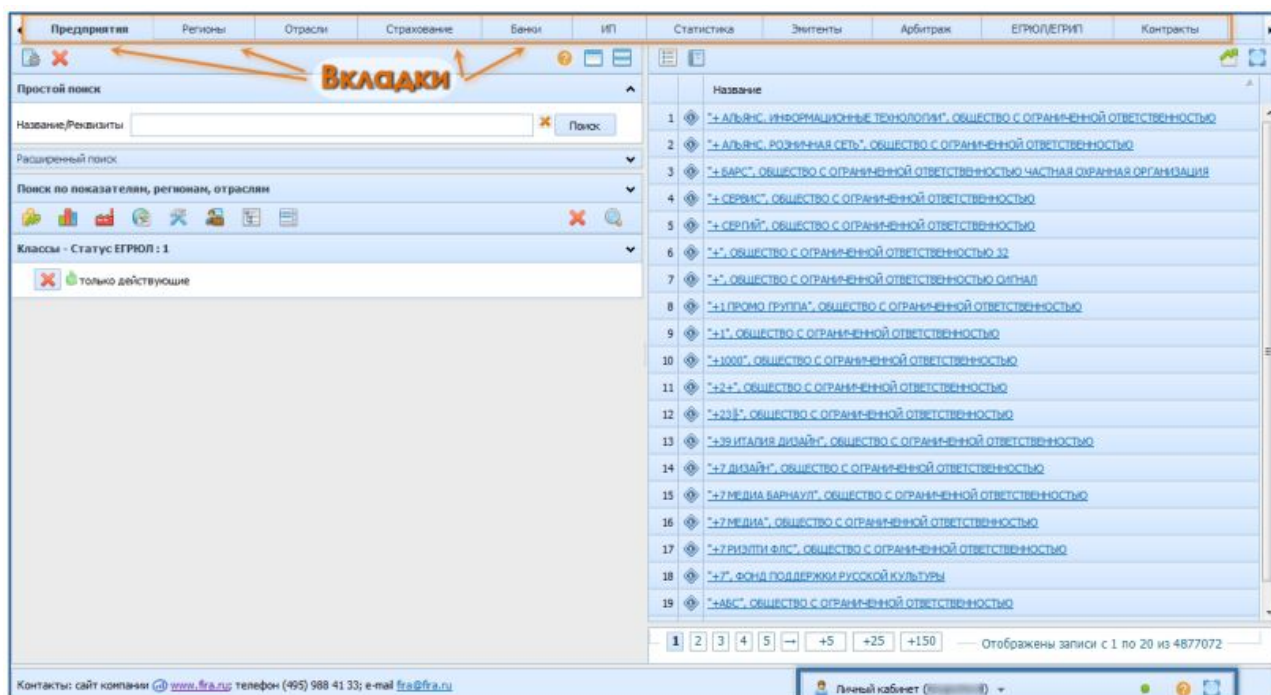 Предприятия Регионы Отрасли Страхование Банки ИП Статистика Эмитенты Арбитраж ЕГРЮЛ/ЕГРИП Контракты
Вкладки
Простой поиск
Название/Реквизиты Поиск
Расширенный поиск
Поиск по показателям, регионам, отраслям
Классы - Статус ЕГРЮЛ : 1
только действующие
Название
1 "+ АЛЬЯНС. ИНФОРМАЦИОННЫЕ ТЕХНОЛОГИИ", ОБЩЕСТВО С ОГРАНИЧЕННОЙ ОТВЕТСТВЕННОСТЬЮ
2 "+ АЛЬЯНС. РОЗНИЧНАЯ СЕТЬ", ОБЩЕСТВО С ОГРАНИЧЕННОЙ ОТВЕТСТВЕННОСТЬЮ
3 "+ БАРС", ОБЩЕСТВО С ОГРАНИЧЕННОЙ ОТВЕТСТВЕННОСТЬЮ ЧАСТНАЯ ОХРАННАЯ ОРГАНИЗАЦИЯ
4 "+ СЕРВИС", ОБЩЕСТВО С ОГРАНИЧЕННОЙ ОТВЕТСТВЕННОСТЬЮ
5 "+ СЕРГИЙ", ОБЩЕСТВО С ОГРАНИЧЕННОЙ ОТВЕТСТВЕННОСТЬЮ
6 "+", ОБЩЕСТВО С ОГРАНИЧЕННОЙ ОТВЕТСТВЕННОСТЬЮ 32
7 "+", ОБЩЕСТВО С ОГРАНИЧЕННОЙ ОТВЕТСТВЕННОСТЬЮ СИГНАЛ
8 "+1 ПРОМО ГРУППА", ОБЩЕСТВО С ОГРАНИЧЕННОЙ ОТВЕТСТВЕННОСТЬЮ
9 "+1", ОБЩЕСТВО С ОГРАНИЧЕННОЙ ОТВЕТСТВЕННОСТЬЮ
10 "+1000", ОБЩЕСТВО С ОГРАНИЧЕННОЙ ОТВЕТСТВЕННОСТЬЮ
11 "+2+", ОБЩЕСТВО С ОГРАНИЧЕННОЙ ОТВЕТСТВЕННОСТЬЮ
12 ОБЩЕСТВО С ОГРАНИЧЕННОЙ ОТВЕТСТВЕННОСТЬЮ
13 "+39 ИТАЛИЯ ДИЗАЙН", ОБЩЕСТВО С ОГРАНИЧЕННОЙ ОТВЕТСТВЕННОСТЬЮ
14 "+7 ДИЗАЙН", ОБЩЕСТВО С ОГРАНИЧЕННОЙ ОТВЕТСТВЕННОСТЬЮ
15 "+7 МЕДИА БАРНАУЛ", ОБЩЕСТВО С ОГРАНИЧЕННОЙ ОТВЕТСТВЕННОСТЬЮ
16 "+7 МЕДИА", ОБЩЕСТВО С ОГРАНИЧЕННОЙ ОТВЕТСТВЕННОСТЬЮ
17 "+7 РИЭЛТИ ФЛС", ОБЩЕСТВО С ОГРАНИЧЕННОЙ ОТВЕТСТВЕННОСТЬЮ
18 "+7", ФОНД ПОДДЕРЖКИ РУССКОЙ КУЛЬТУРЫ
19 "+АБС", ОБЩЕСТВО С ОГРАНИЧЕННОЙ ОТВЕТСТВЕННОСТЬЮ
1 2 3 4 5 → +5 +25 +150 Отображены записи с 1 по 20 из 4877072
Контакты: сайт компании www.fira.ru; телефон (495) 988 41 33; e-mail fira@fira.ru
Личный кабинет